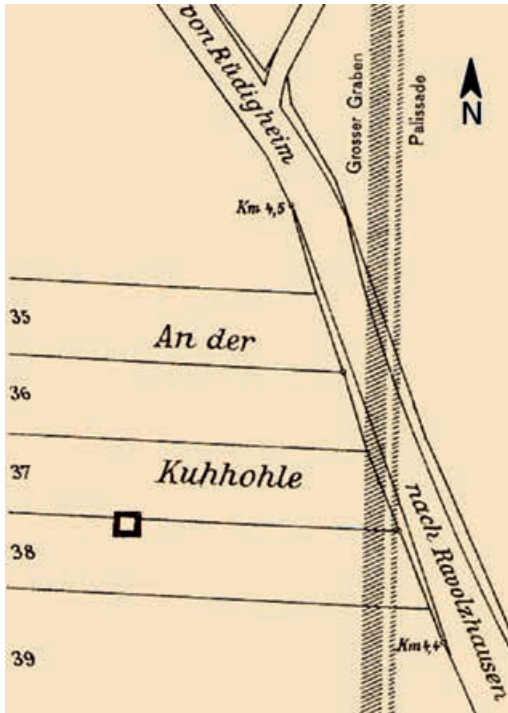 von Rüdigheim
Grosser Graben
Palissade
N
Km 4,5
35
An der
36
37
Kuhhohle
38
nach Ravolzhausen
39
Km 4,4